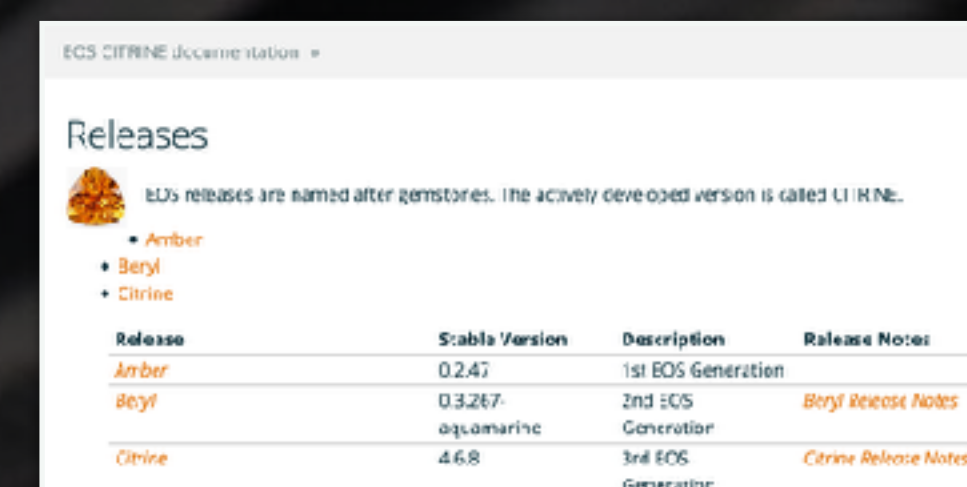 EOS CITRINE documentation »
Releases
EOS releases are named after gemstones. The actively developed version is called CITRINE.
• Amber
• Beryl
• Citrine
Release Stable Version Description Release Notes
Amber 0.2.47 1st EOS Generation
Beryl 0.3.267- 2nd EOS Beryl Release Notes
aquamarine Generation
Citrine 4.6.8 3rd EOS Citrine Release Notes
Generation